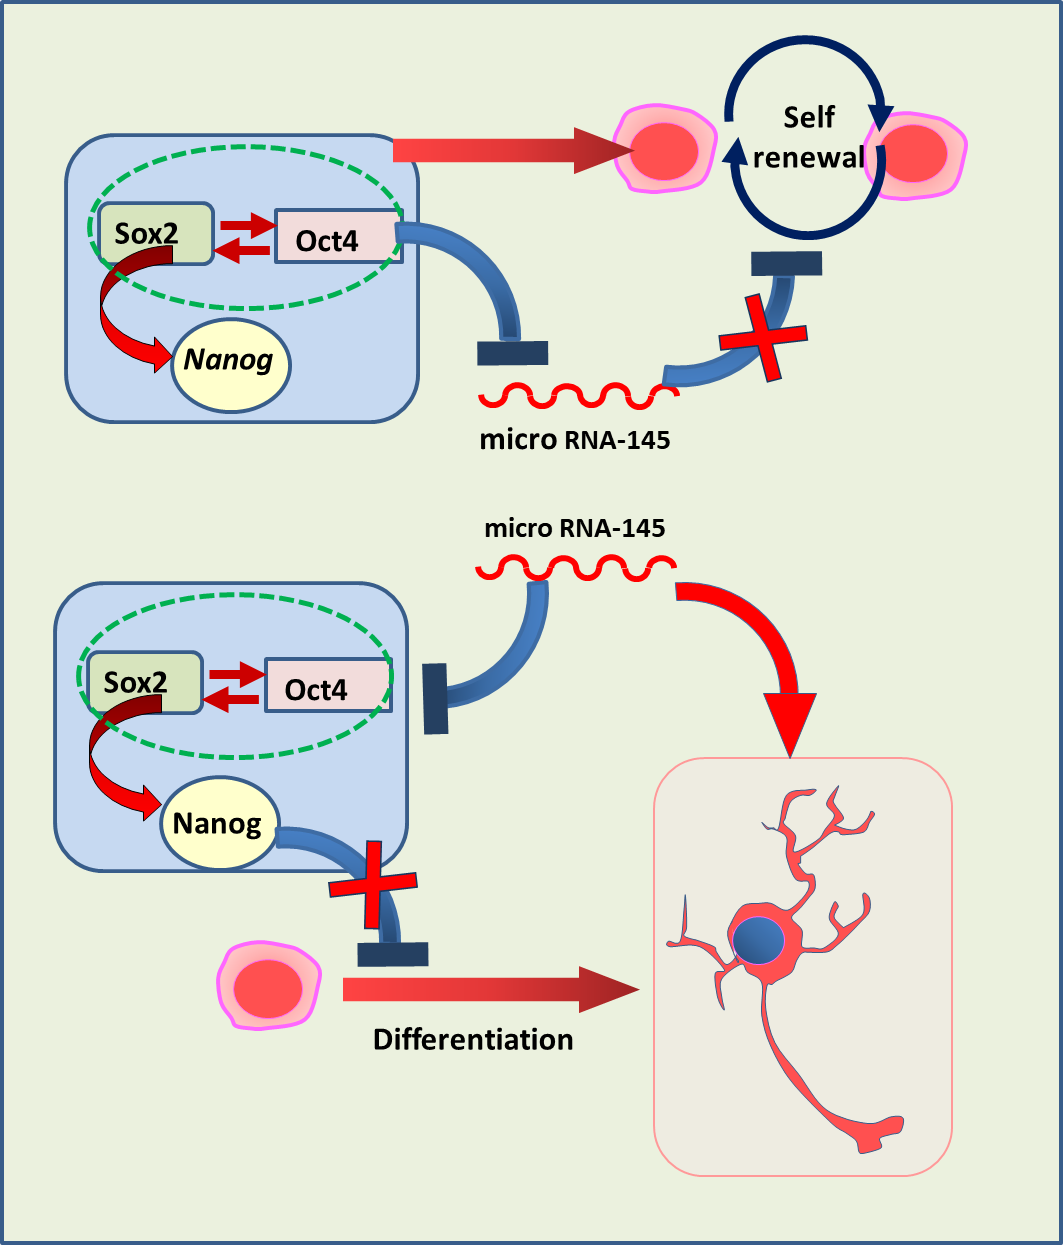 Self
renewal
Sox2
Oct4
Nanog
micro RNA-145
micro RNA-145
Sox2
Oct4
Nanog
Differentiation